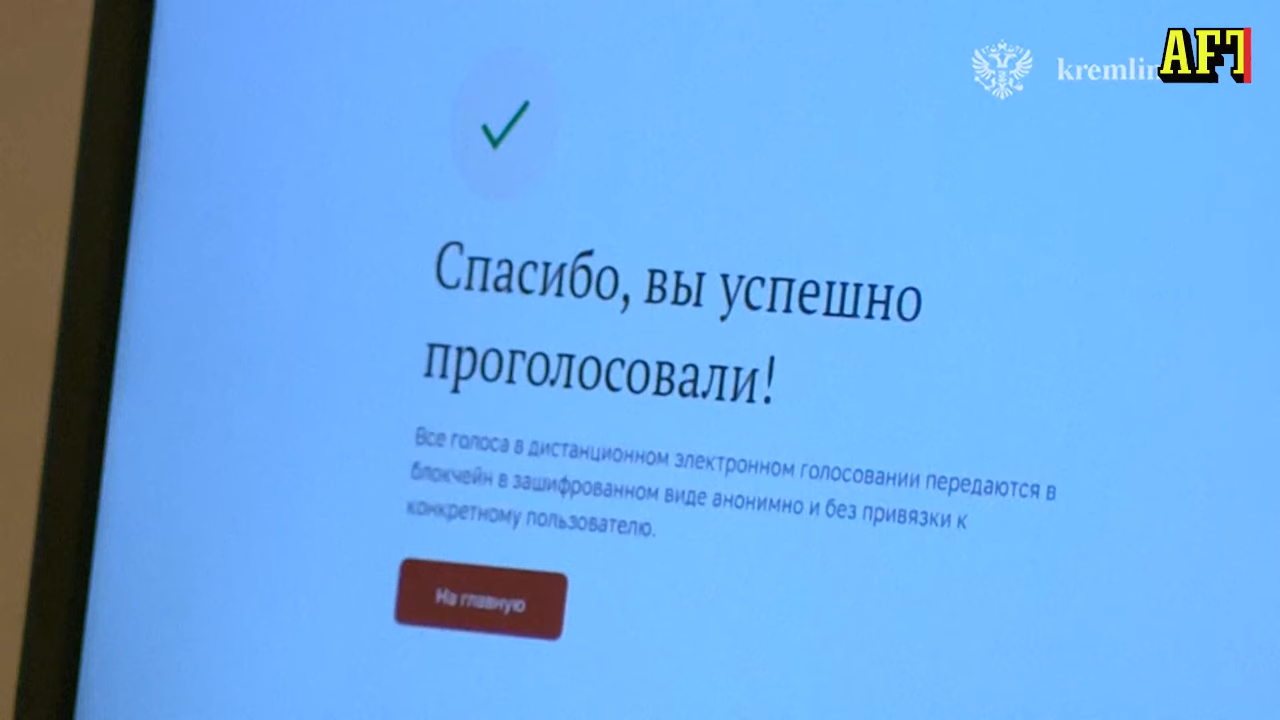 kremlin
AFT
Спасибо, вы успешно
проголосовали!
Все голоса в дистанционном электронном голосовании передаются в
блокчейн в зашифрованном виде анонимно и без привязки к
конкретному пользователю.
На главную